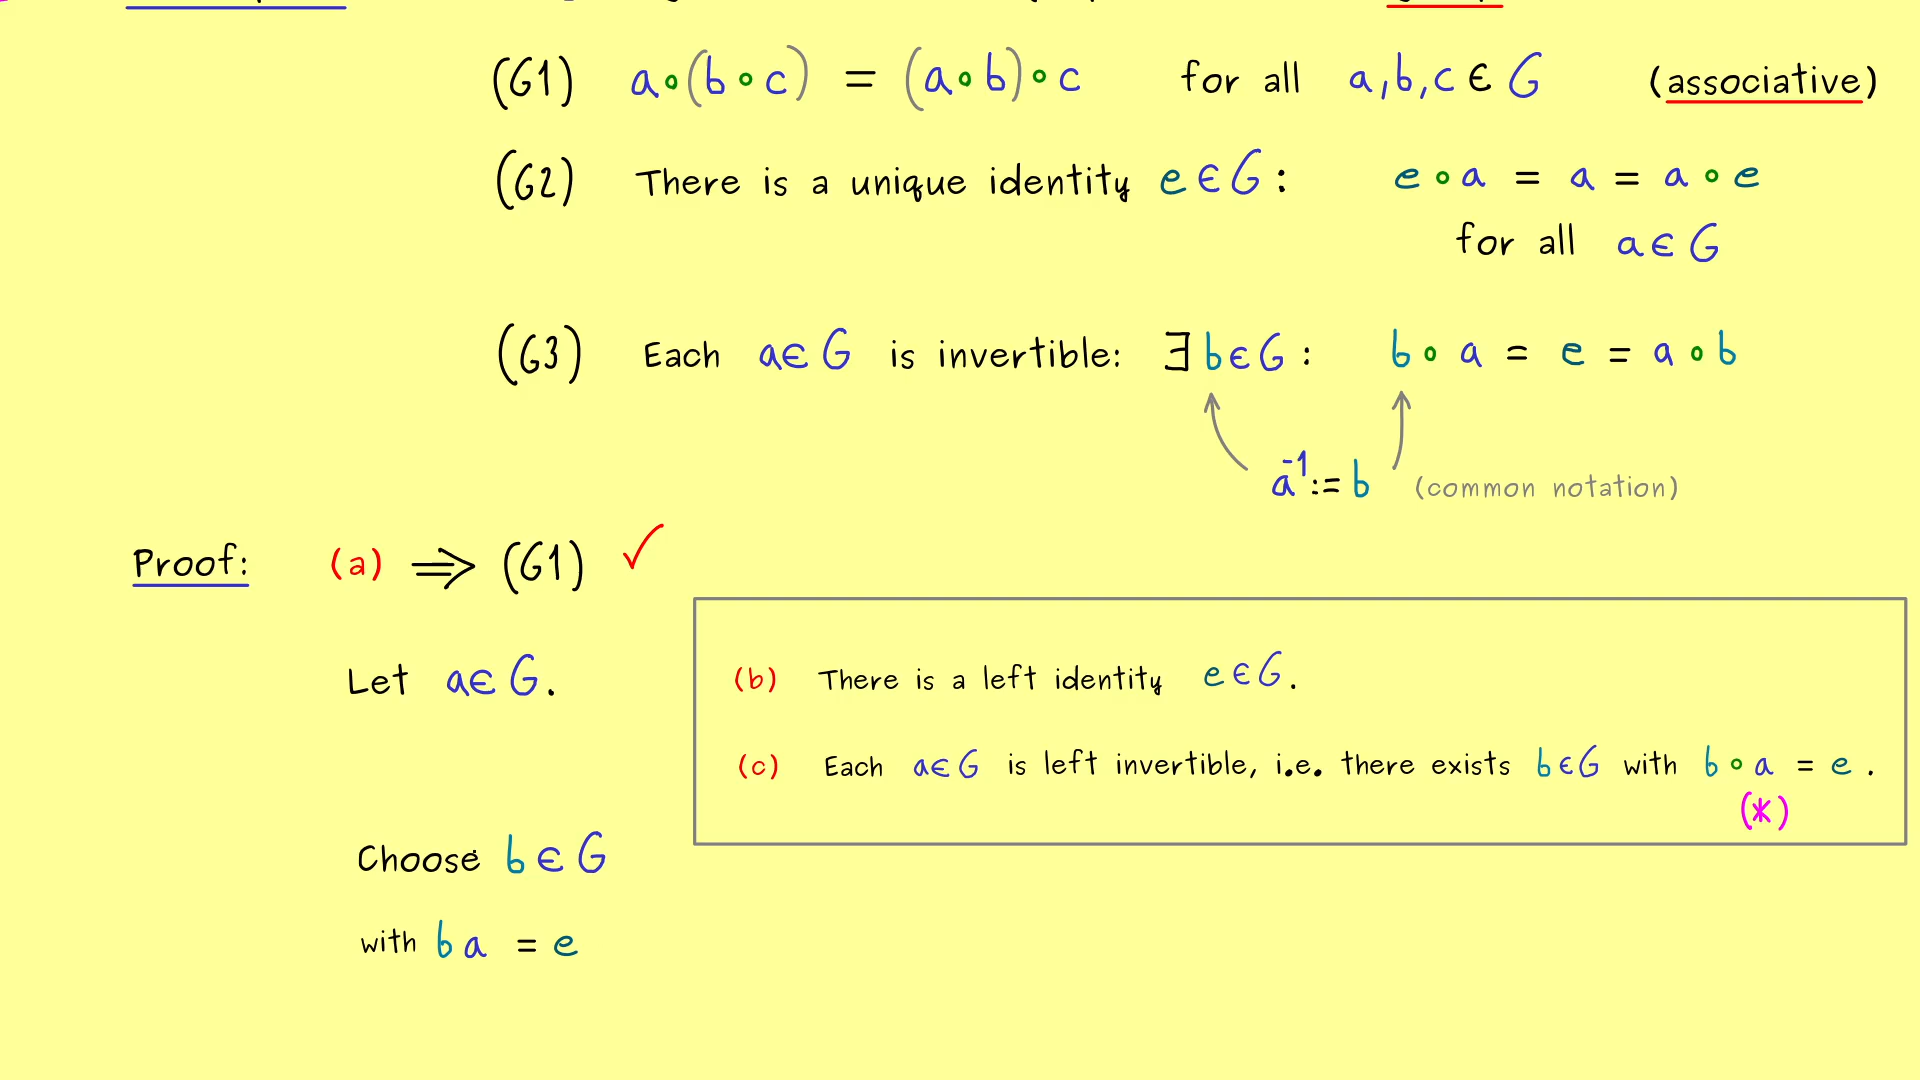 (G1) a∘(b∘c) = (a∘b)∘c for all a,b,c ∈ G (associative)
(G2) There is a unique identity e ∈ G : e∘a = a = a∘e
for all a ∈ G
(G3) Each a ∈ G is invertible: ∃ b ∈ G : b∘a = e = a∘b
a⁻¹ := b (common notation)
Proof: (a) ⟹ (G1) ✓
Let a ∈ G.
(b) There is a left identity e ∈ G.
(c) Each a ∈ G is left invertible, i.e. there exists b ∈ G with b∘a = e .
(*)
Choose b ∈ G
with b a = e